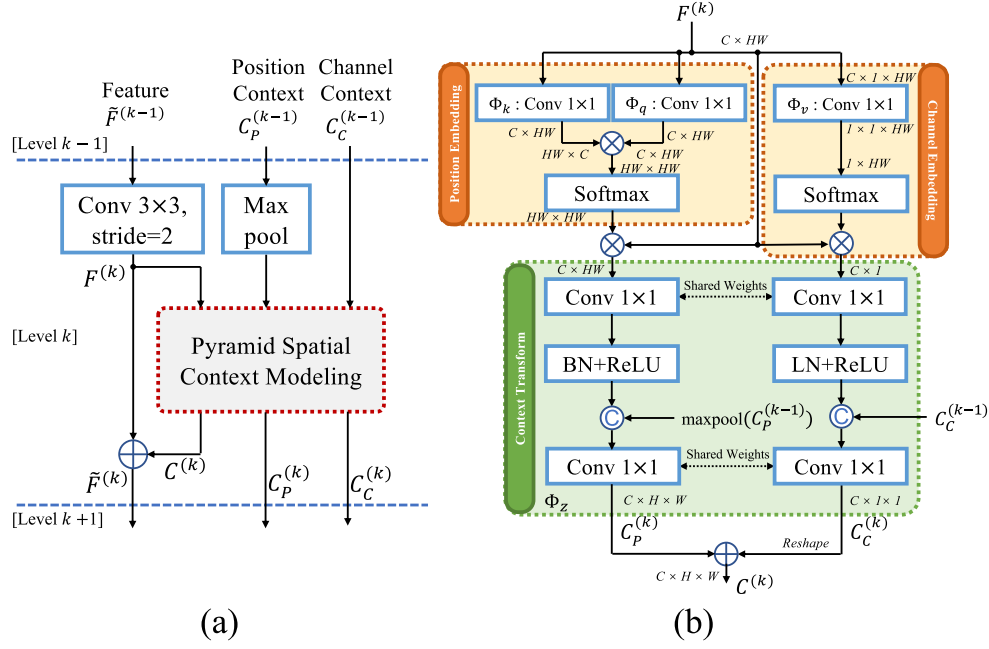 Feature
F̃^(k-1)
Position
Context
C_P^(k-1)
Channel
Context
C_C^(k-1)
[Level k − 1]
Conv 3×3,
stride=2
Max
pool
F^(k)
[Level k]
Pyramid Spatial
Context Modeling
C^(k)
F̃^(k)
C_P^(k)
C_C^(k)
[Level k + 1]
(a)
F^(k)
C × HW
Position Embedding
Φ_k : Conv 1×1
Φ_q : Conv 1×1
C × HW
C × HW
HW × C
C × HW
HW × HW
Softmax
HW × HW
C × 1 × HW
Φ_v : Conv 1×1
1 × 1 × HW
1 × HW
Softmax
Channel Embedding
C × HW
C × 1
Context Transform
Conv 1×1
Shared Weights
Conv 1×1
BN+ReLU
LN+ReLU
C
maxpool(C_P^(k-1))
C
C_C^(k-1)
Conv 1×1
Shared Weights
Conv 1×1
Φ_z
C × H × W
C × 1 × 1
C_P^(k)
C_C^(k)
Reshape
C × H × W
C^(k)
(b)